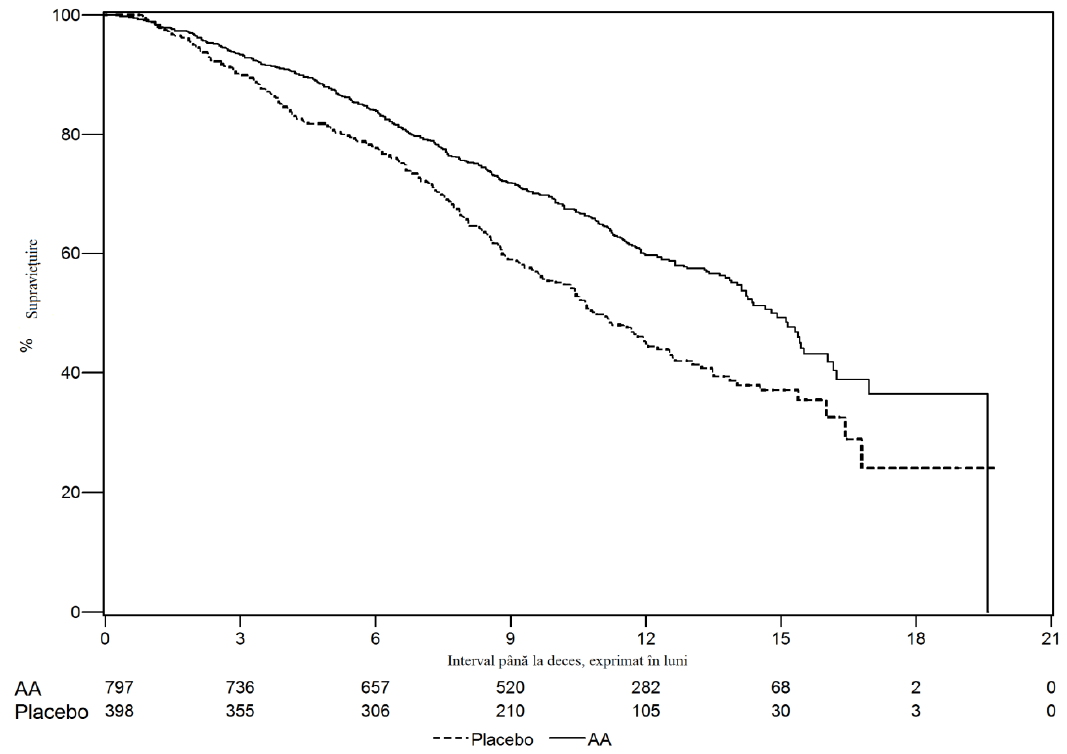 100
80
60
40
20
0
% Supraviețuire
0 3 6 9 12 15 18 21
Interval până la deces, exprimat în luni
AA 797 736 657 520 282 68 2 0
Placebo 398 355 306 210 105 30 3 0
Placebo AA